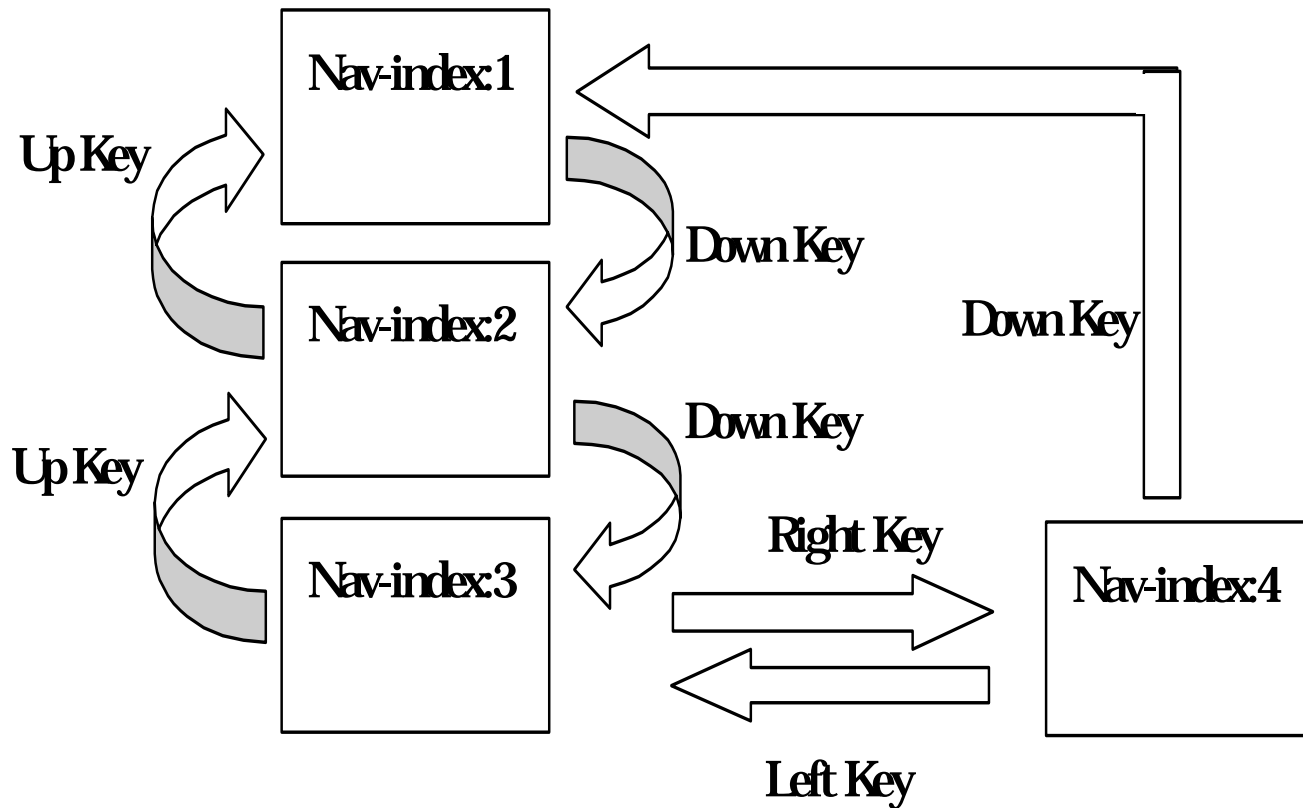 Nav-index:1
Up Key
Down Key
Nav-index:2
Down Key
Down Key
Up Key
Right Key
Nav-index:3
Nav-index:4
Left Key